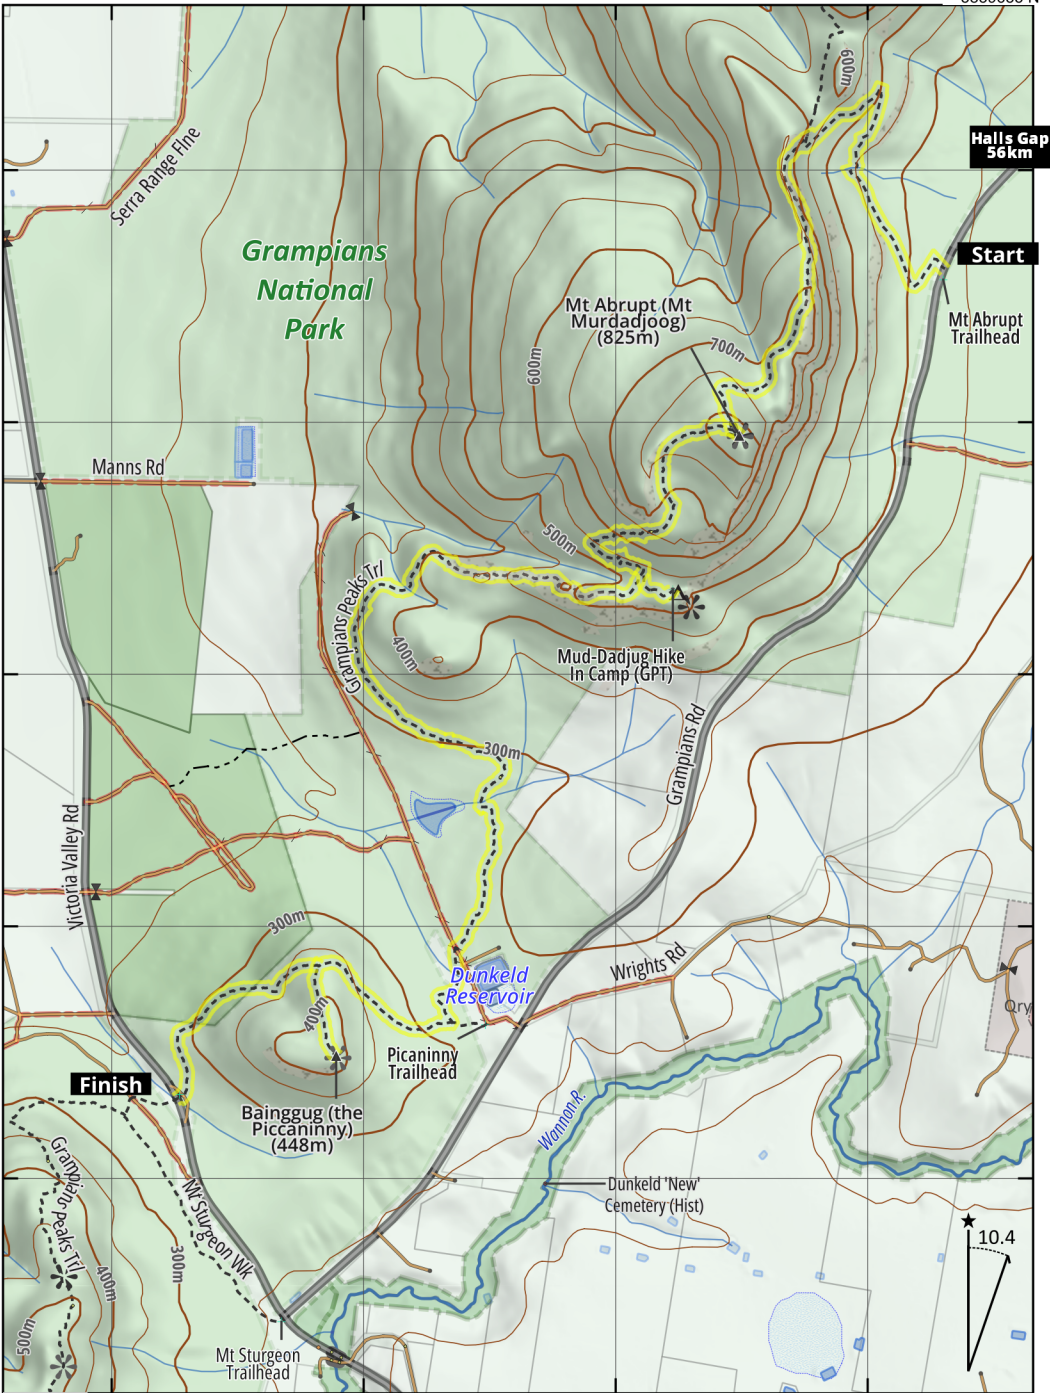 600m
Halls Gap
56km
Serra Range Flne
Grampians
National
Park
Start
Mt Abrupt (Mt
Murdadjoog)
(825m)
Mt Abrupt
Trailhead
700m
600m
Manns Rd
500m
Grampians Peaks Trl
400m
Mud-Dadjug Hike
In Camp (GPT)
Grampians Rd
300m
Victoria Valley Rd
300m
Wrights Rd
Dunkeld
Reservoir
400m
Qry
Picaninny
Trailhead
Finish
Bainggug (the
Piccaninny)
(448m)
Wannon R.
Grampians Peaks Trl
Mt Sturgeon Wk
Dunkeld 'New'
Cemetery (Hist)
300m
400m
500m
10.4
Mt Sturgeon
Trailhead